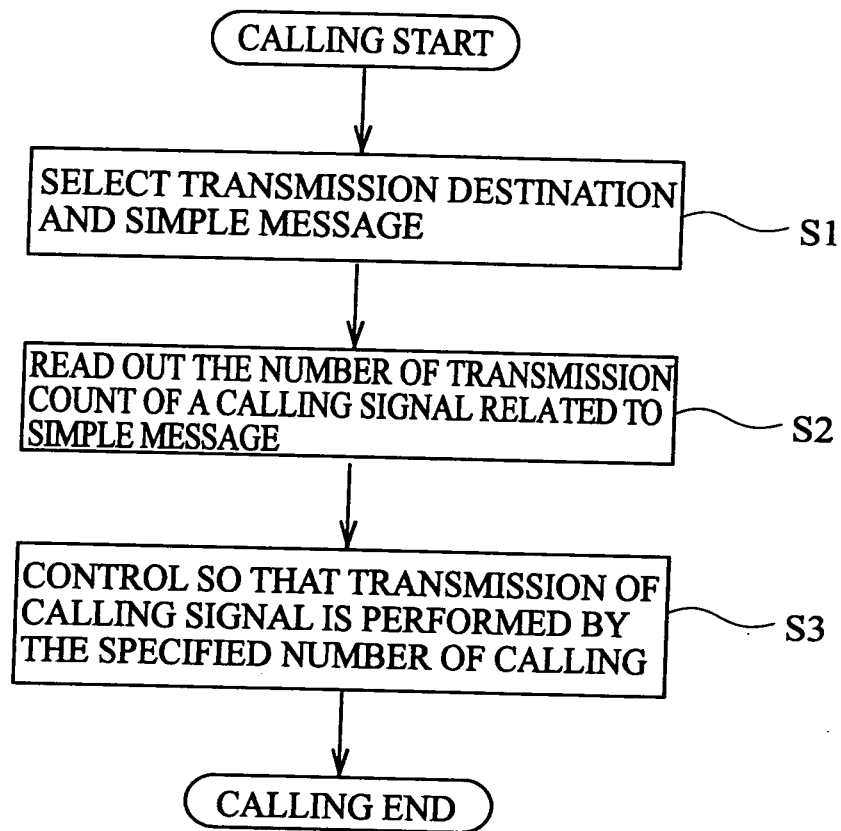 CALLING START
SELECT TRANSMISSION DESTINATION
AND SIMPLE MESSAGE
S1
READ OUT THE NUMBER OF TRANSMISSION
COUNT OF A CALLING SIGNAL RELATED TO
SIMPLE MESSAGE
S2
CONTROL SO THAT TRANSMISSION OF
CALLING SIGNAL IS PERFORMED BY
THE SPECIFIED NUMBER OF CALLING
S3
CALLING END